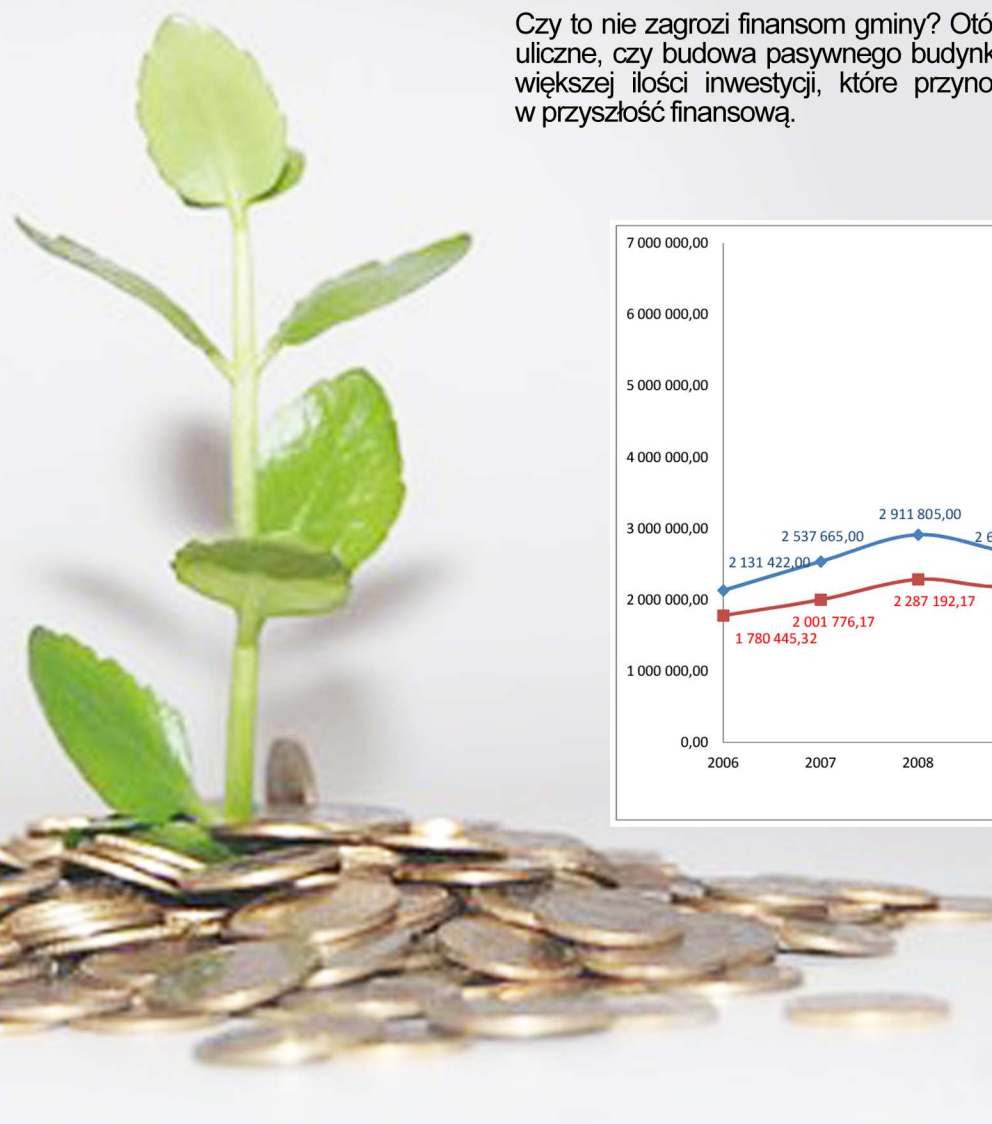 Czy to nie zagrozi finansom gminy? Otó
uliczne, czy budowa pasywnego budynk
większej ilości inwestycji, które przyno
w przyszłość finansową.
7 000 000,00
6 000 000,00
5 000 000,00
4 000 000,00
3 000 000,00
2 000 000,00
1 000 000,00
0,00
2 131 422,00
2 537 665,00
2 911 805,00
2 6
1 780 445,32
2 001 776,17
2 287 192,17
2006 2007 2008